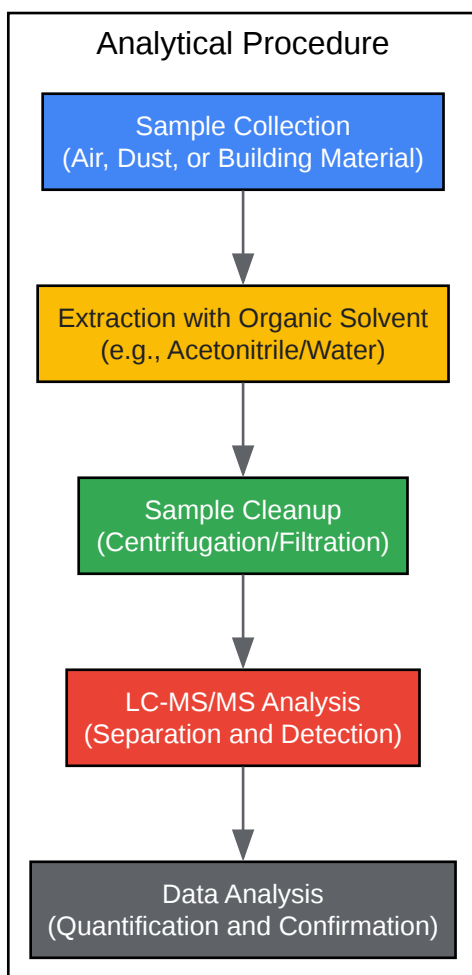 Analytical Procedure
Sample Collection
(Air, Dust, or Building Material)
Extraction with Organic Solvent
(e.g., Acetonitrile/Water)
Sample Cleanup
(Centrifugation/Filtration)
LC-MS/MS Analysis
(Separation and Detection)
Data Analysis
(Quantification and Confirmation)